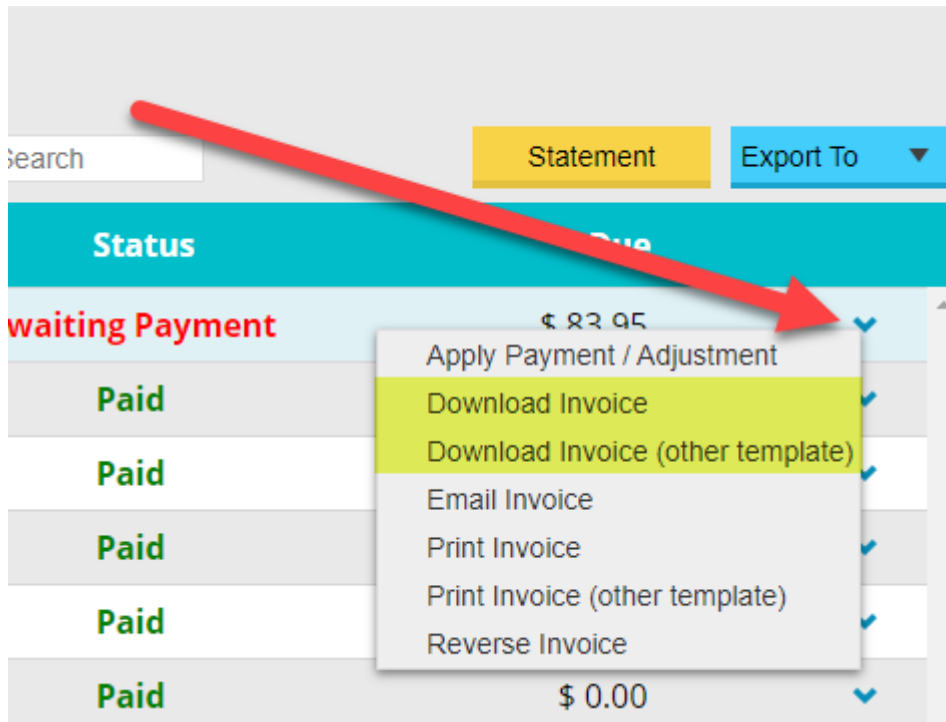 Search
Statement
Export To
Status
Due
waiting Payment
$ 83.95
Apply Payment / Adjustment
Paid
Download Invoice
Download Invoice (other template)
Paid
Email Invoice
Paid
Print Invoice
Print Invoice (other template)
Paid
Reverse Invoice
Paid
$ 0.00